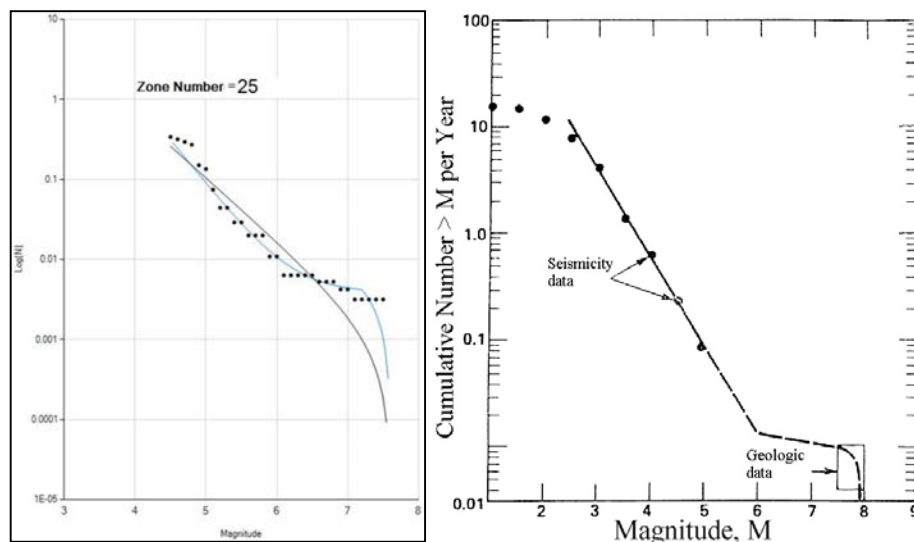 10
Zone Number = 25
1
0.1
Log[N]
0.01
0.001
0.0001
1E-05
3 4 5 6 7 8
Magnitude
100
10
1.0
0.1
0.01
Cumulative Number > M per Year
Seismicity
data
Geologic
data
2 3 4 5 6 7 8 9
Magnitude, M